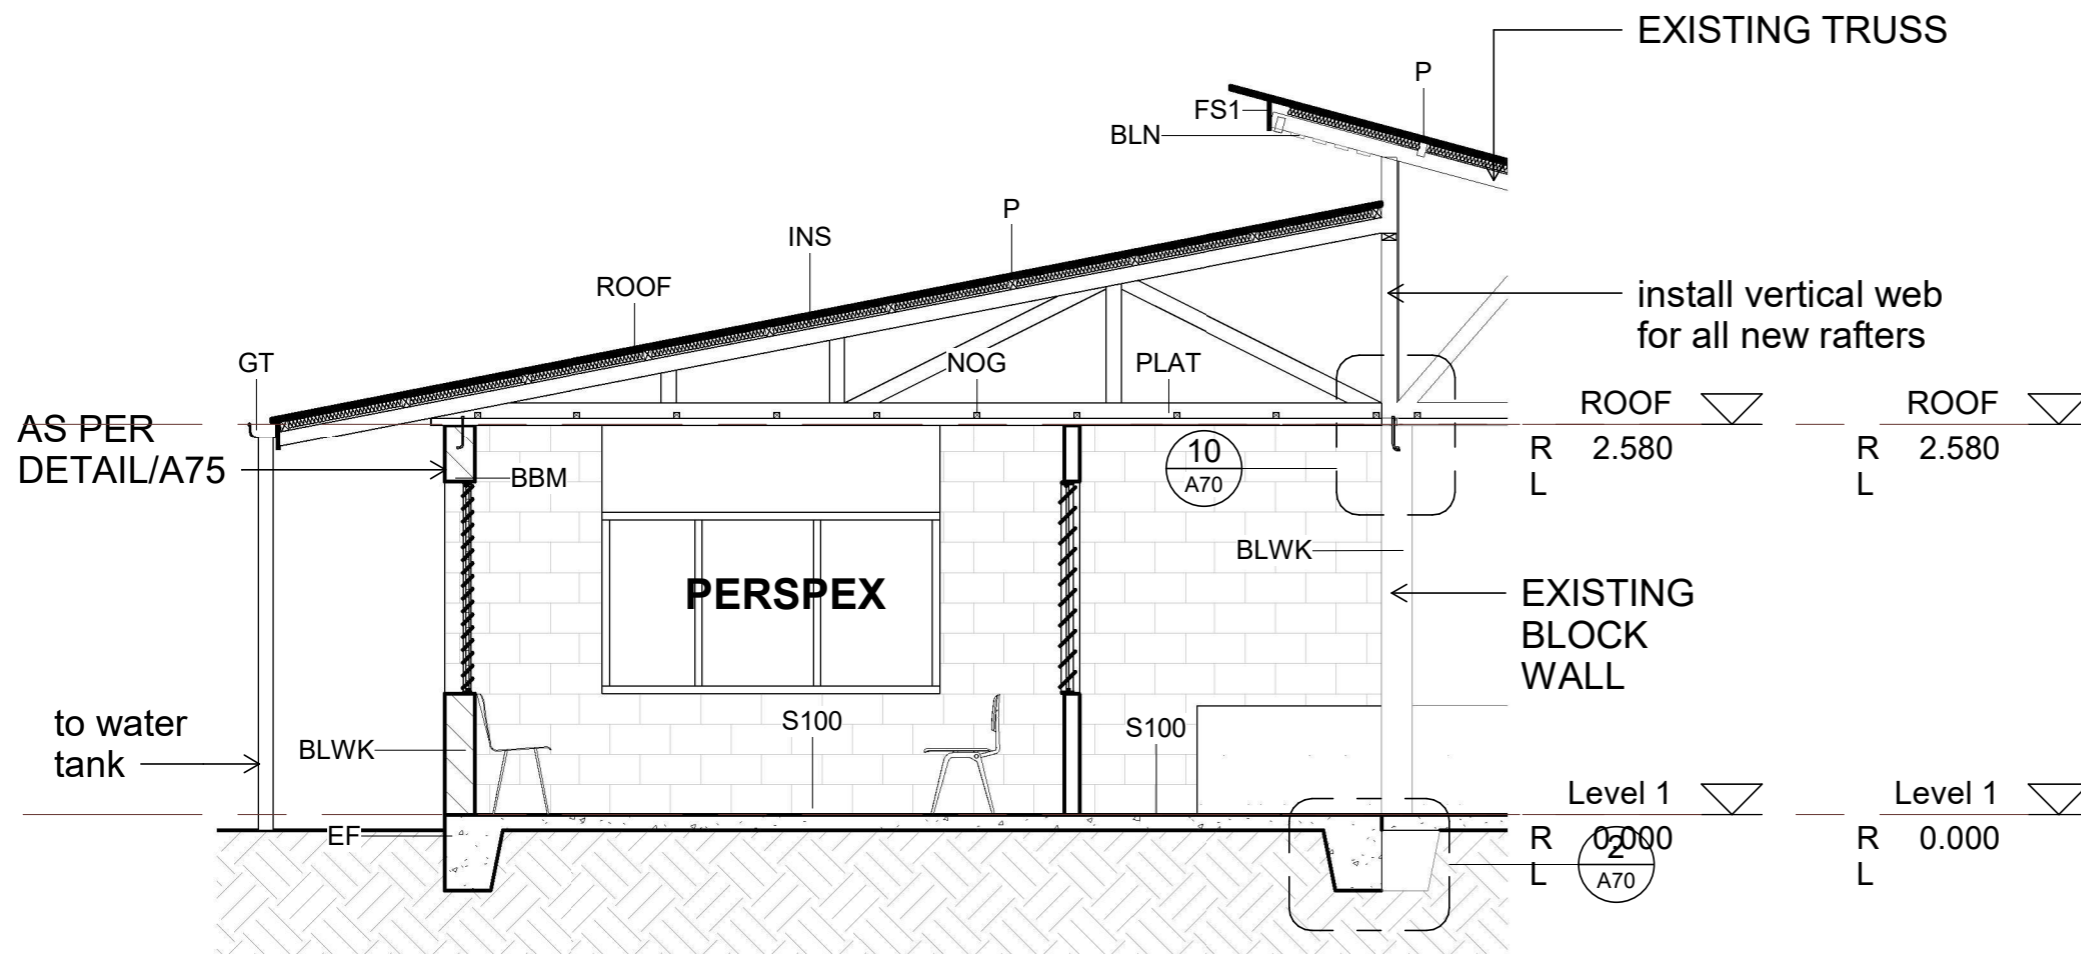 EXISTING TRUSS
P
FS1
BLN
P
INS
ROOF
install vertical web
for all new rafters
GT
NOG
PLAT
ROOF
ROOF
AS PER
DETAIL/A75
R 2.580
L
R 2.580
L
10
A70
BBM
BLWK
PERSPEX
EXISTING
BLOCK
WALL
to water
tank
S100
S100
BLWK
Level 1
Level 1
EF
R 0.000
L
R 0.000
L
2
A70